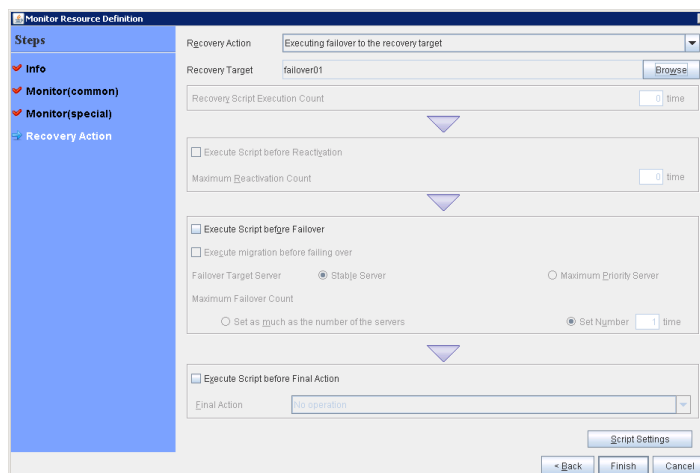 Monitor Resource Definition
Steps
Info
Monitor(common)
Monitor(special)
Recovery Action
Recovery Action Executing failover to the recovery target
Recovery Target failover01 Browse
Recovery Script Execution Count 0 time
Execute Script before Reactivation
Maximum Reactivation Count 0 time
Execute Script before Failover
Execute migration before failing over
Failover Target Server Stable Server Maximum Priority Server
Maximum Failover Count
Set as much as the number of the servers Set Number 1 time
Execute Script before Final Action
Final Action No operation
Script Settings
< Back Finish Cancel